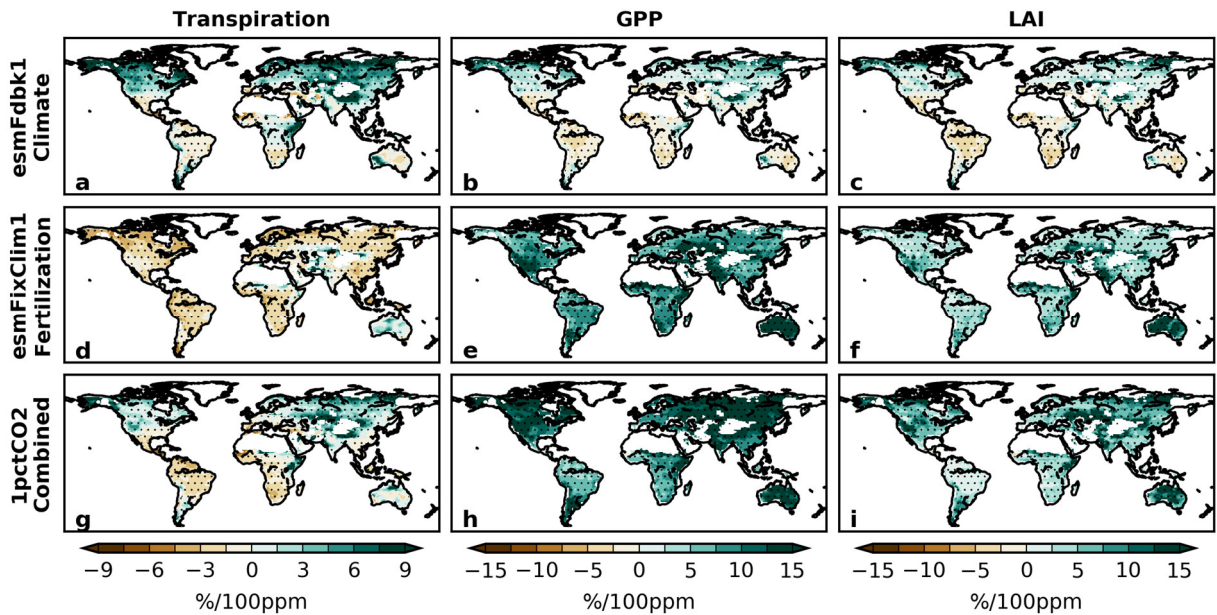 Transpiration GPP LAI
esmFdbk1
Climate
a b c
esmFixClim1
Fertilization
d e f
1pctCO2
Combined
g h i
−9 −6 −3 0 3 6 9 −15 −10 −5 0 5 10 15 −15 −10 −5 0 5 10 15
%/100ppm %/100ppm %/100ppm